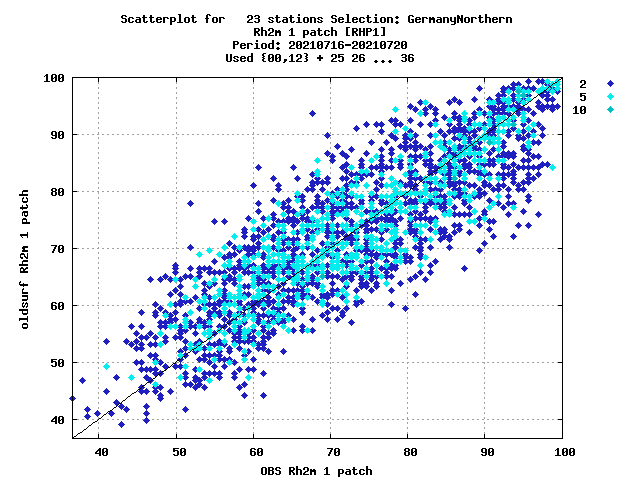 Scatterplot for   23 stations Selection: GermanyNorthern
Rh2m 1 patch [RHP1]
Period: 20210716-20210720
Used {00,12} + 25 26 ... 36
100
90
80
70
60
50
40
oldsurf Rh2m 1 patch
40 50 60 70 80 90 100
OBS Rh2m 1 patch
2
5
10